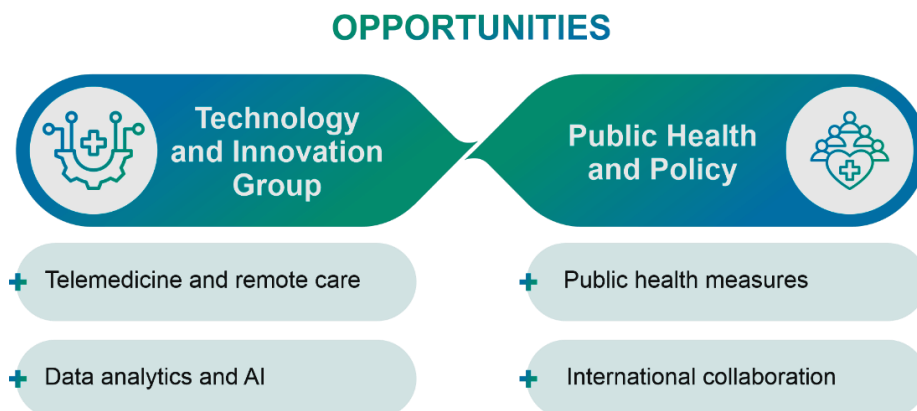 OPPORTUNITIES
Technology
and Innovation
Group
Public Health
and Policy
Telemedicine and remote care
Public health measures
Data analytics and AI
International collaboration